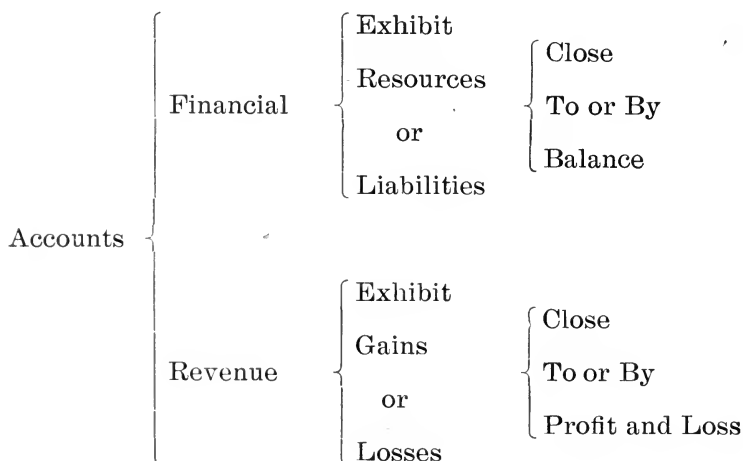 Accounts
Financial
Exhibit
Resources
or
Liabilities
Close
To or By
Balance
Revenue
Exhibit
Gains
or
Losses
Close
To or By
Profit and Loss